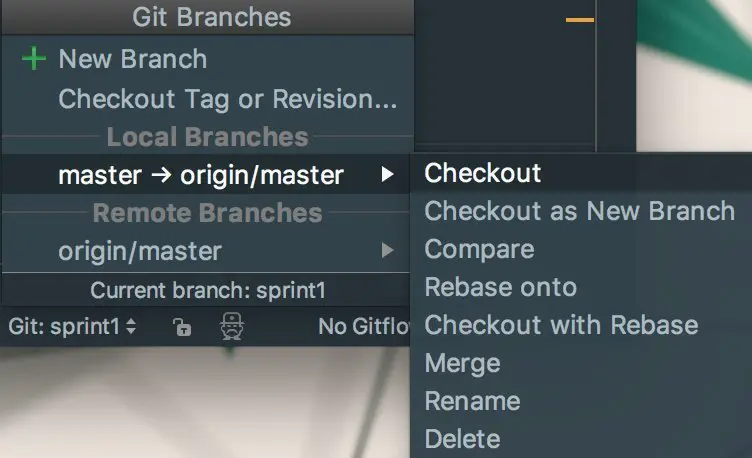 Git Branches
New Branch
Checkout Tag or Revision...
Local Branches
master → origin/master
Checkout
Remote Branches
Checkout as New Branch
origin/master
Compare
Current branch: sprint1
Rebase onto
Git: sprint1
No Gitflo
Checkout with Rebase
Merge
Rename
Delete